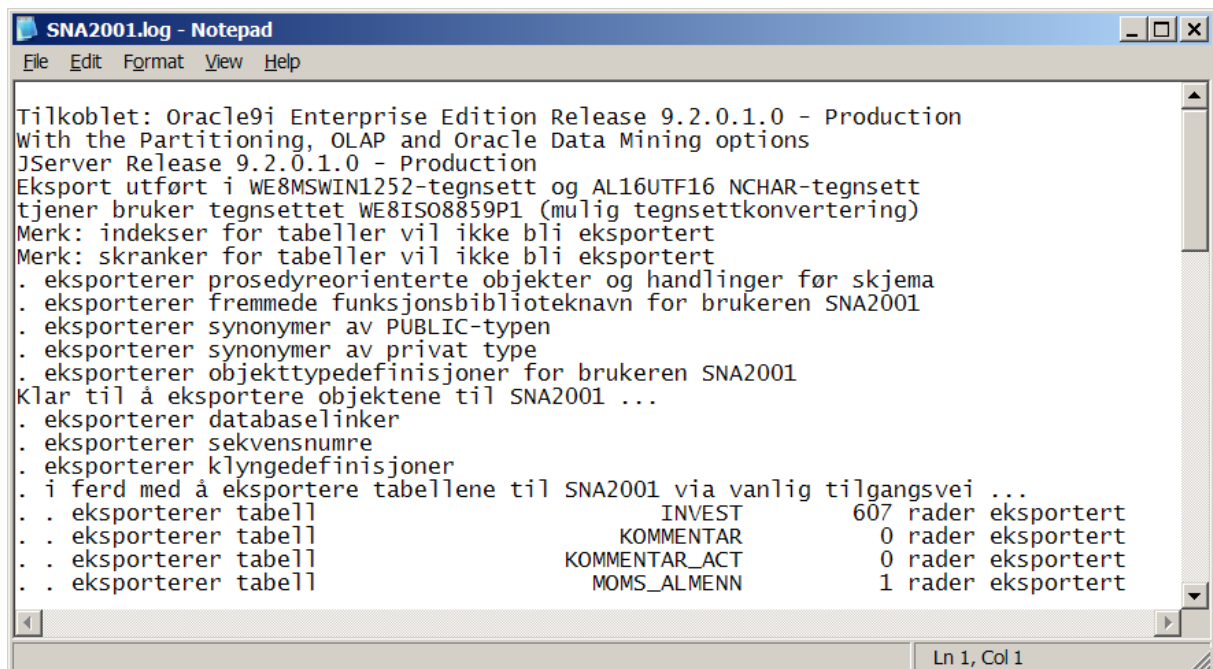 SNA2001.log - Notepad
File Edit Format View Help
Tilkoblet: Oracle9i Enterprise Edition Release 9.2.0.1.0 - Production
With the Partitioning, OLAP and Oracle Data Mining options
JServer Release 9.2.0.1.0 - Production
Eksport utført i WE8MSWIN1252-tegnsett og AL16UTF16 NCHAR-tegnsett
tjener bruker tegnsettet WE8ISO8859P1 (mulig tegnsettkonvertering)
Merk: indekser for tabeller vil ikke bli eksportert
Merk: skranker for tabeller vil ikke bli eksportert
. eksporterer prosedyreorienterte objekter og handlinger før skjema
. eksporterer fremmede funksjonsbiblioteknavn for brukeren SNA2001
. eksporterer synonymer av PUBLIC-typen
. eksporterer synonymer av privat type
. eksporterer objekttypedefinisjoner for brukeren SNA2001
Klar til å eksportere objektene til SNA2001 ...
. eksporterer databaselinker
. eksporterer sekvensnumre
. eksporterer klyngedefinisjoner
. i ferd med å eksportere tabellene til SNA2001 via vanlig tilgangsvei ...
. . eksporterer tabell INVEST 607 rader eksportert
. . eksporterer tabell KOMMENTAR 0 rader eksportert
. . eksporterer tabell KOMMENTAR_ACT 0 rader eksportert
. . eksporterer tabell MOMS_ALMENN 1 rader eksportert
Ln 1, Col 1